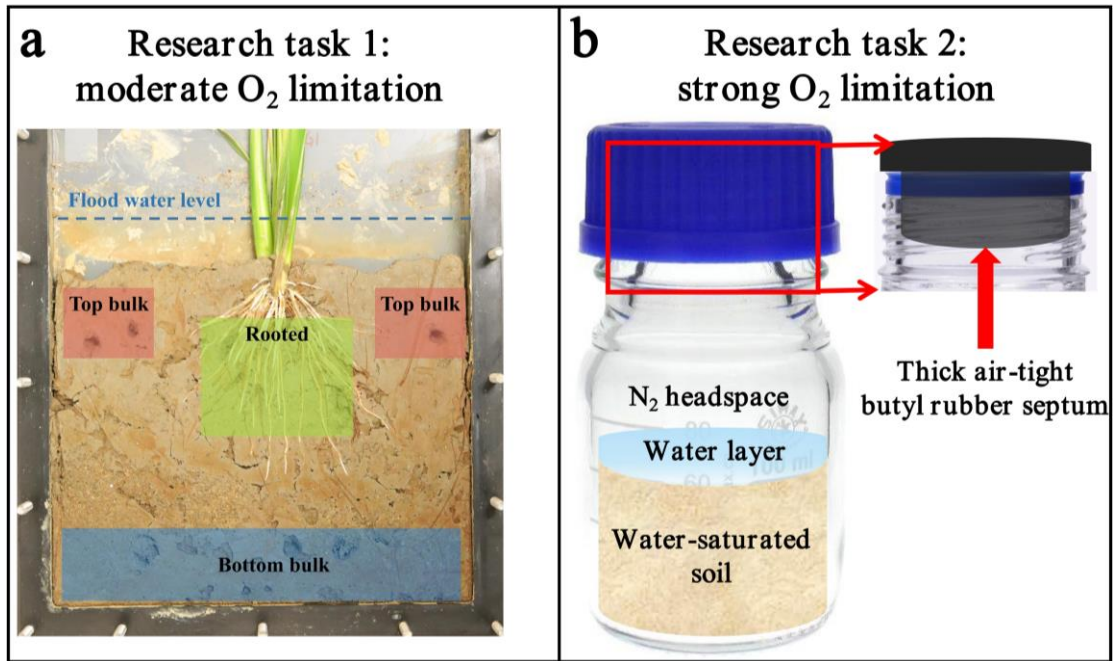 a
Research task 1:
moderate O₂ limitation
Flood water level
Top bulk
Top bulk
Rooted
Bottom bulk
b
Research task 2:
strong O₂ limitation
N₂ headspace
Water layer
60
Water-saturated
soil
Thick air-tight
butyl rubber septum